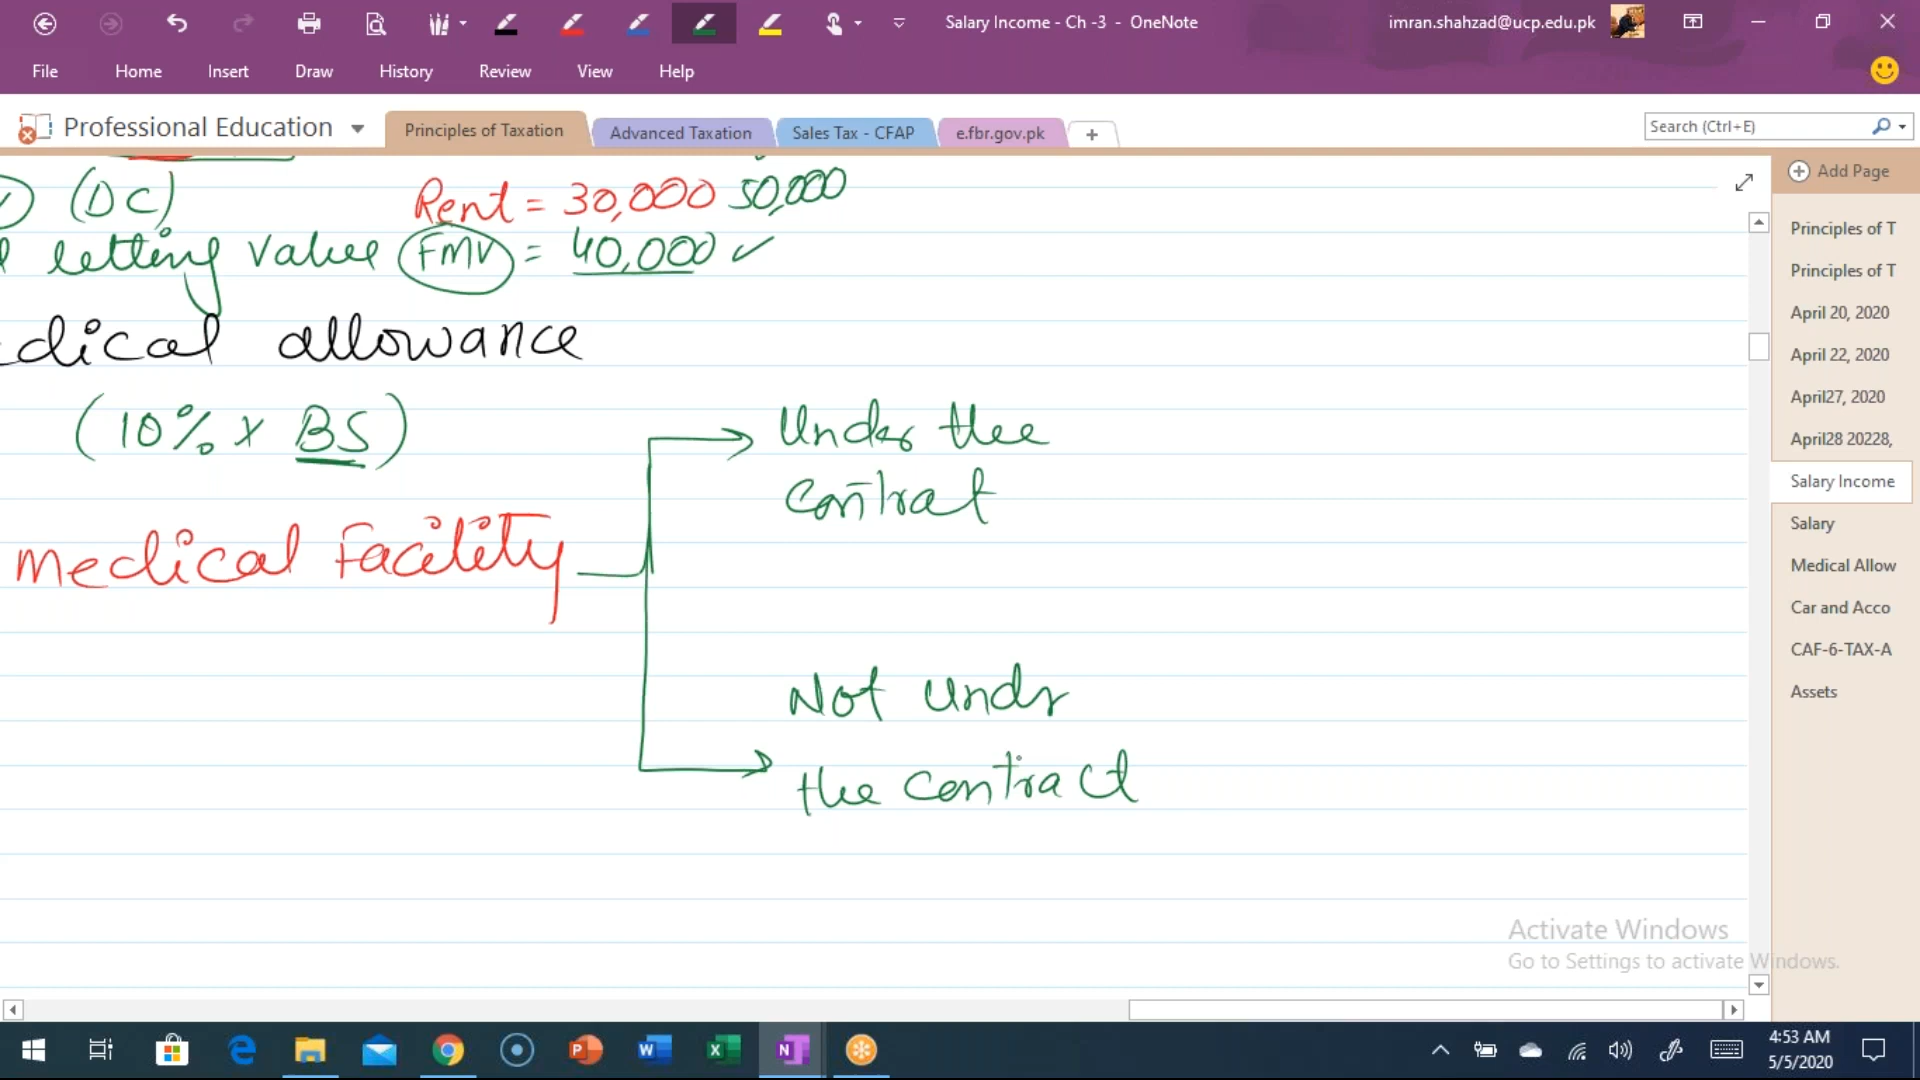 Salary Income - Ch -3 - OneNote
imran.shahzad@ucp.edu.pk
File Home Insert Draw History Review View Help
Professional Education
Principles of Taxation
Advanced Taxation
Sales Tax - CFAP
e.fbr.gov.pk
Search (Ctrl+E)
Add Page
(DC) Rent = 30,000 50,000
letting Value FMV = 40,000
dical allowance
(10% x BS)
Under the
contrat
Medical Facility
Not Undr
the contract
Principles of T
Principles of T
April 20, 2020
April 22, 2020
April27, 2020
April28 20228,
Salary Income
Salary
Medical Allow
Car and Acco
CAF-6-TAX-A
Assets
Activate Windows
Go to Settings to activate Windows.
4:53 AM
5/5/2020